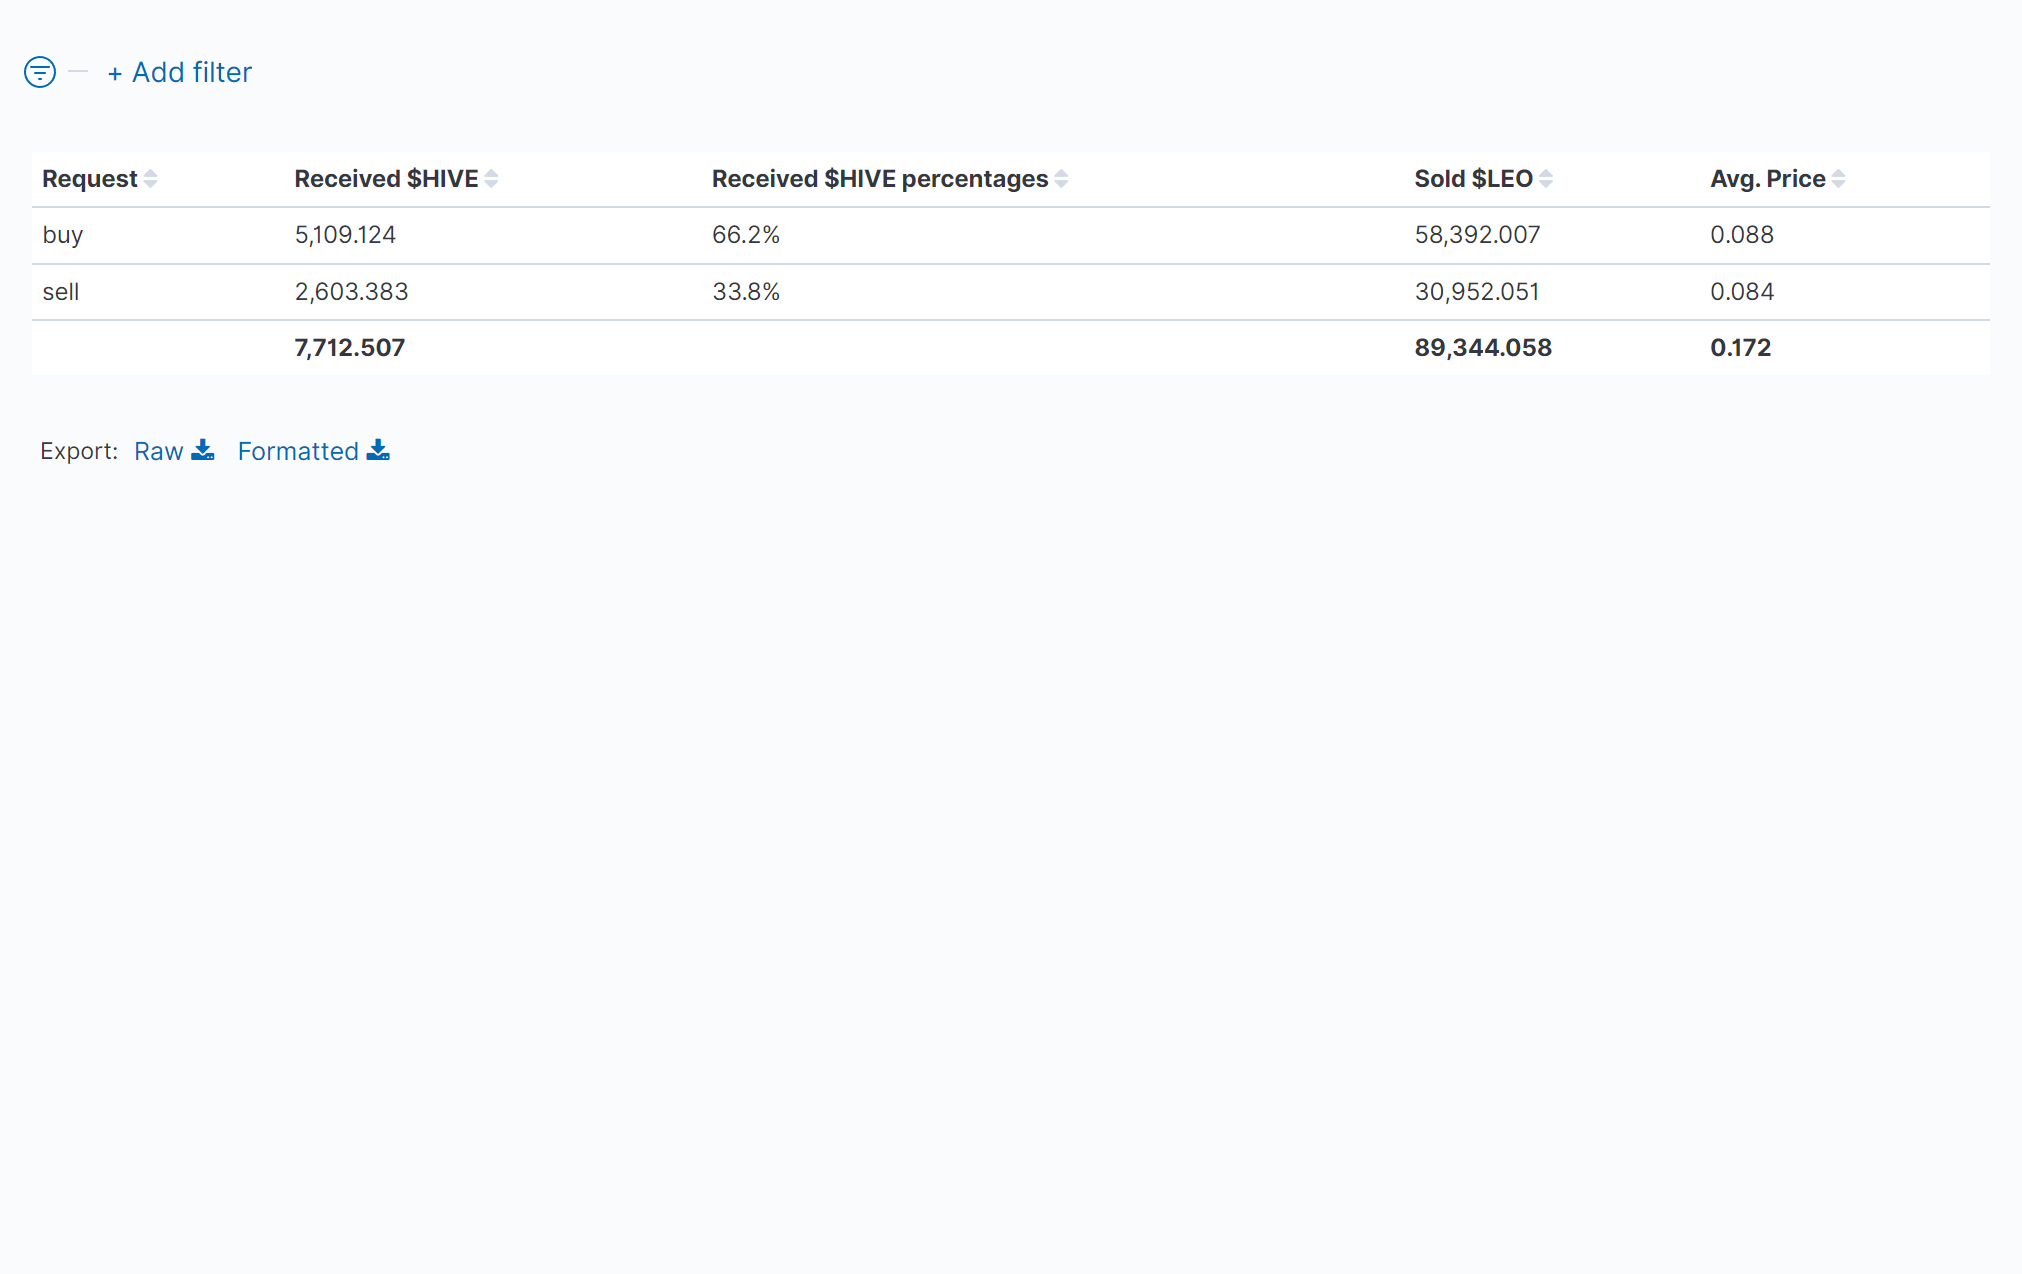 + Add filter
Request Received $HIVE Received $HIVE percentages Sold $LEO Avg. Price
buy 5,109.124 66.2% 58,392.007 0.088
sell 2,603.383 33.8% 30,952.051 0.084
7,712.507 89,344.058 0.172
Export: Raw Formatted